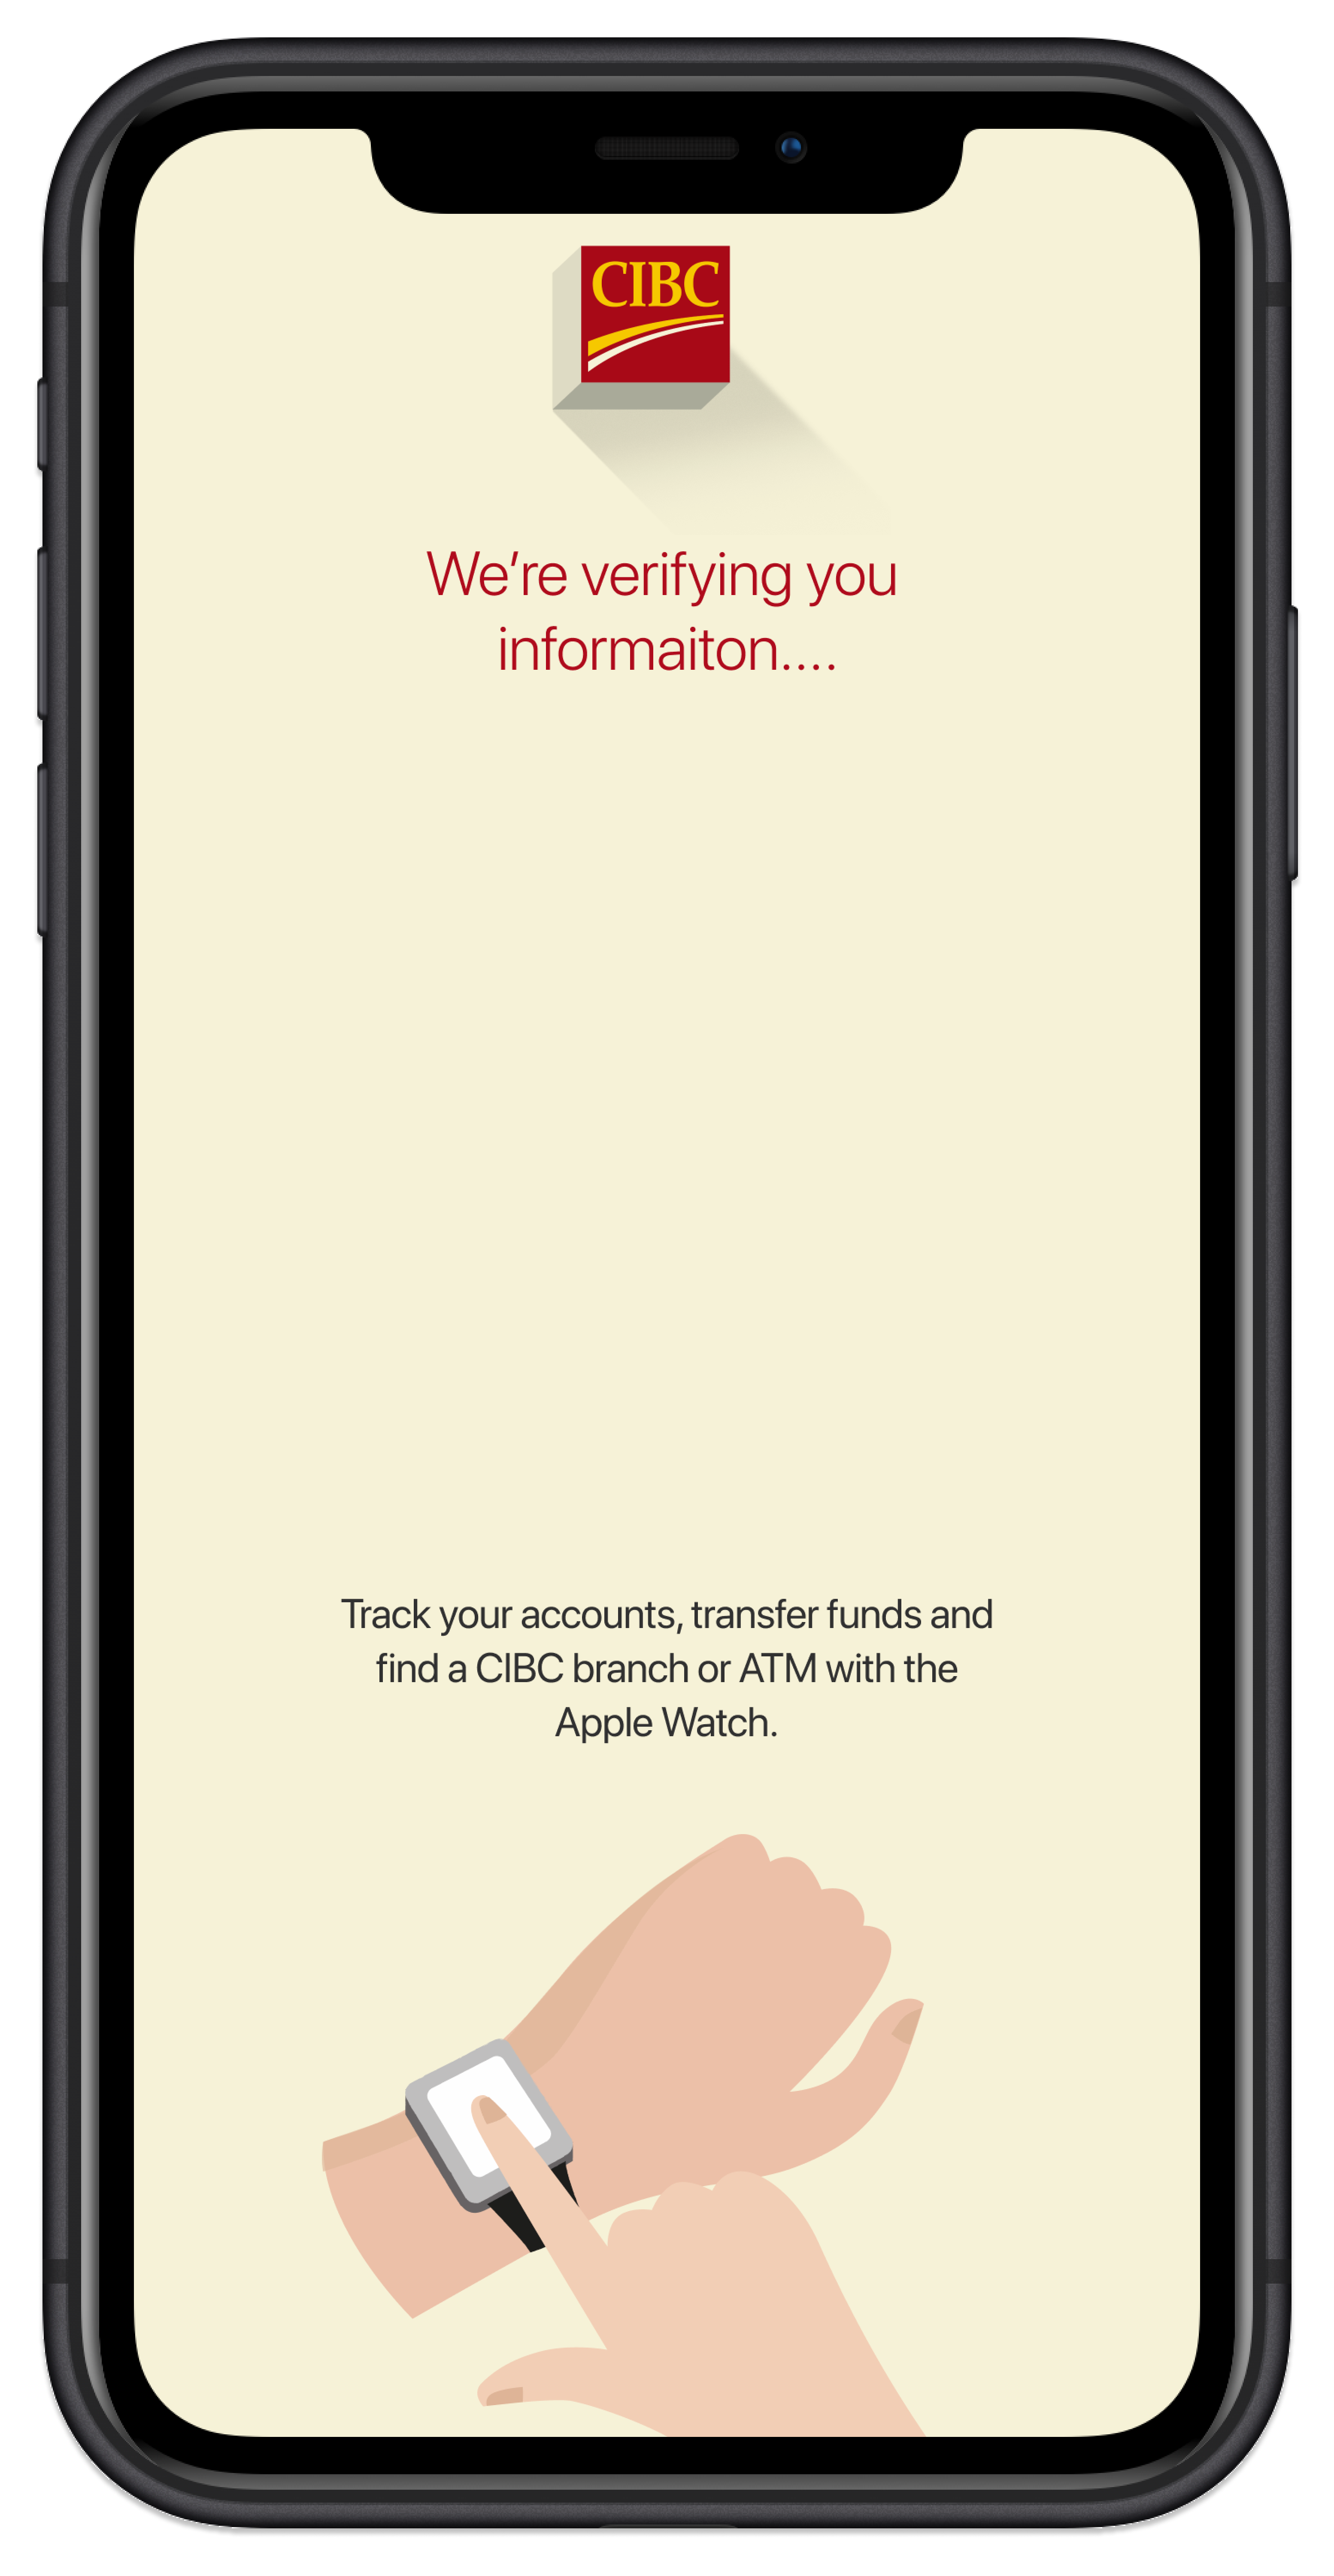 CIBC
We’re verifying you
informaiton....
Track your accounts, transfer funds and
find a CIBC branch or ATM with the
Apple Watch.